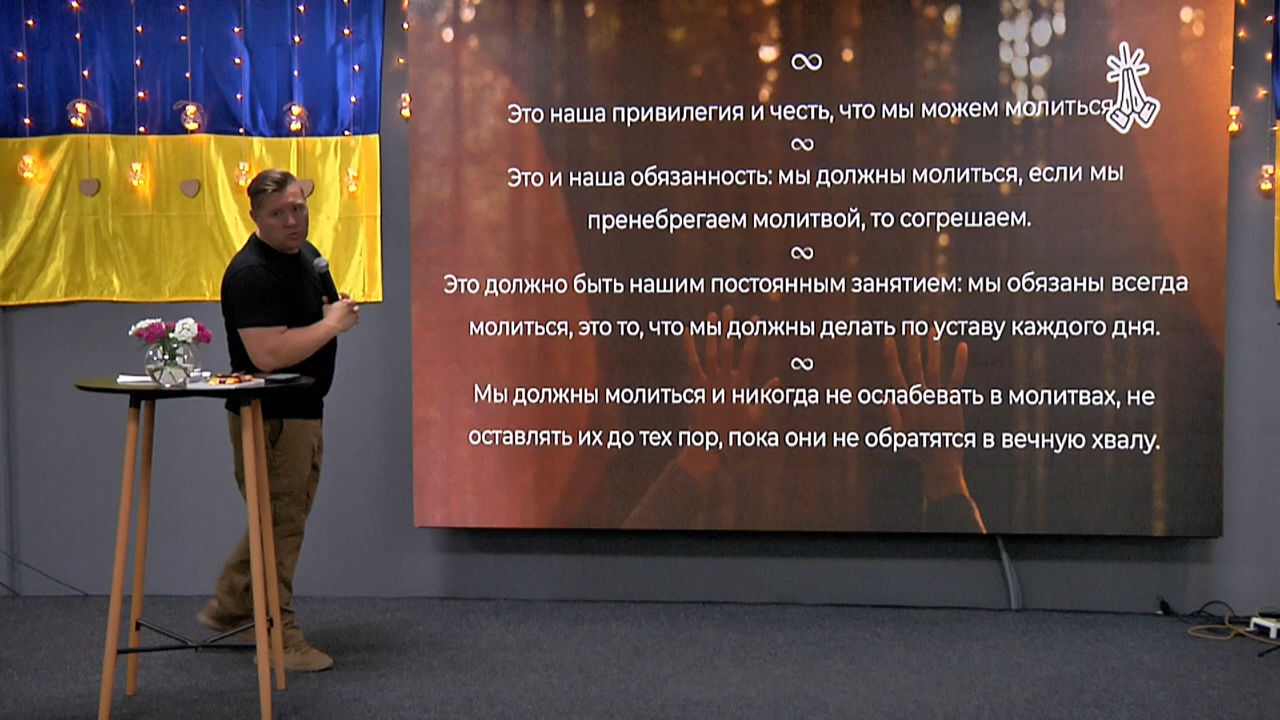 Это наша привилегия и честь, что мы можем молиться
Это и наша обязанность: мы должны молиться, если мы
пренебрегаем молитвой, то согрешаем.
Это должно быть нашим постоянным занятием: мы обязаны всегда
молиться, это то, что мы должны делать по уставу каждого дня.
Мы должны молиться и никогда не ослабевать в молитвах, не
оставлять их до тех пор, пока они не обратятся в вечную хвалу.